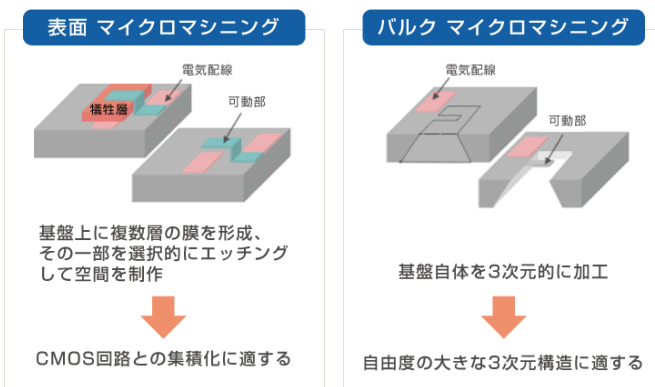 表面 マイクロマシニング
電気配線
犠牲層
可動部
基盤上に複数層の膜を形成、
その一部を選択的にエッチング
して空間を制作
CMOS回路との集積化に適する
バルク マイクロマシニング
電気配線
可動部
基盤自体を3次元的に加工
自由度の大きな3次元構造に適する